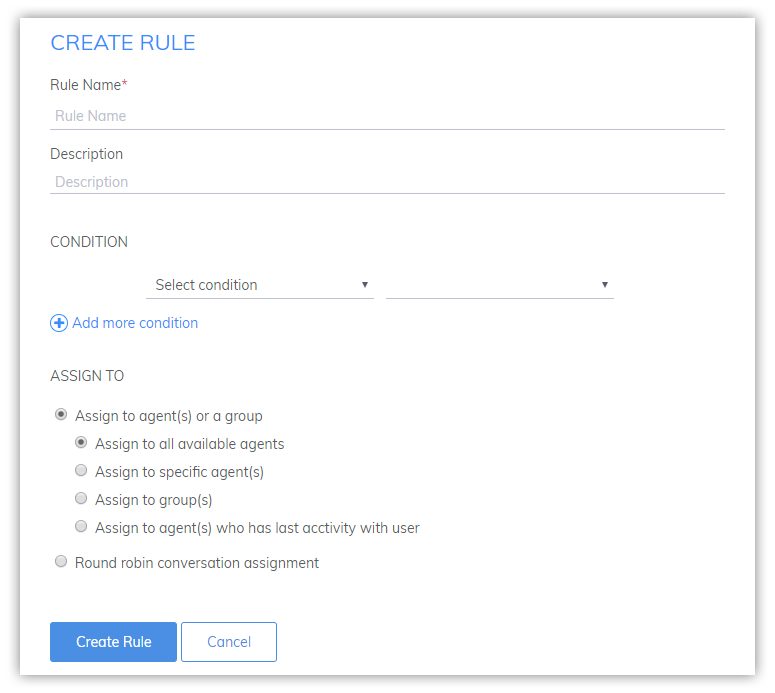 CREATE RULE
Rule Name*
Rule Name
Description
Description
CONDITION
Select condition
Add more condition
ASSIGN TO
Assign to agent(s) or a group
Assign to all available agents
Assign to specific agent(s)
Assign to group(s)
Assign to agent(s) who has last acctivity with user
Round robin conversation assignment
Create Rule Cancel